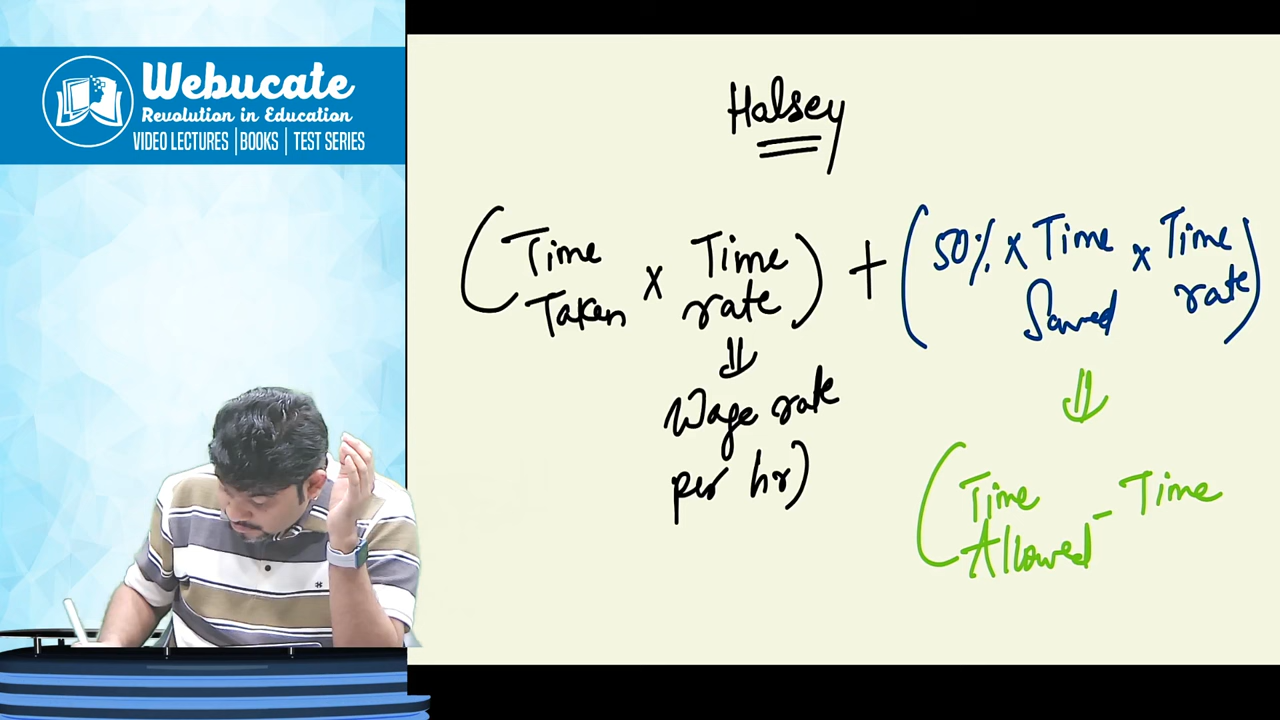 Webucate
Revolution in Education
VIDEO LECTURES | BOOKS | TEST SERIES
Halsey
(Time Taken × Time rate) + (50% × Time Saved × Time rate)
⇓
Wage rate
per hr)
⇓
(Time Allowed - Time